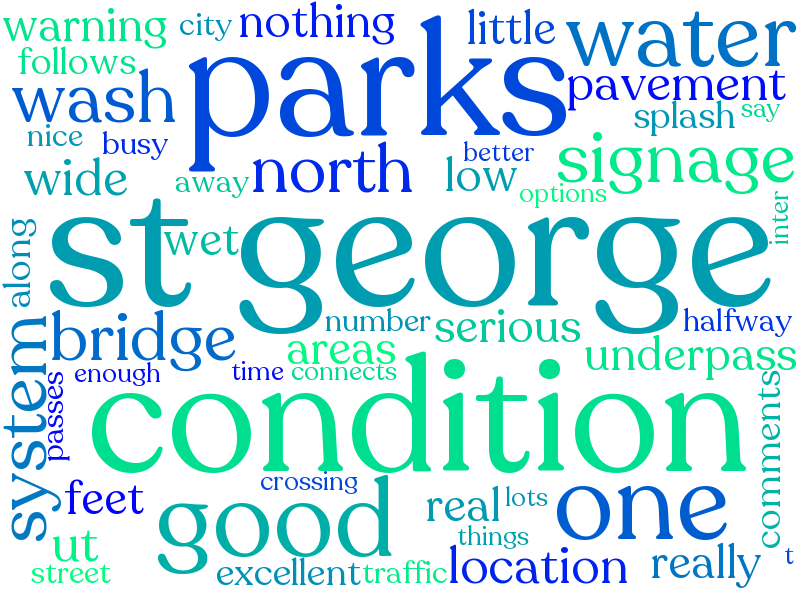 warning city nothing little water
follows parks pavement
wash splash say
nice busy better signage
wide away north low options
st george inter
along wet
number serious halfway
bridge areas underpass
system enough time connects
passes condition comments
feet crossing real lots one
good things
ut location really t
street excellent traffic